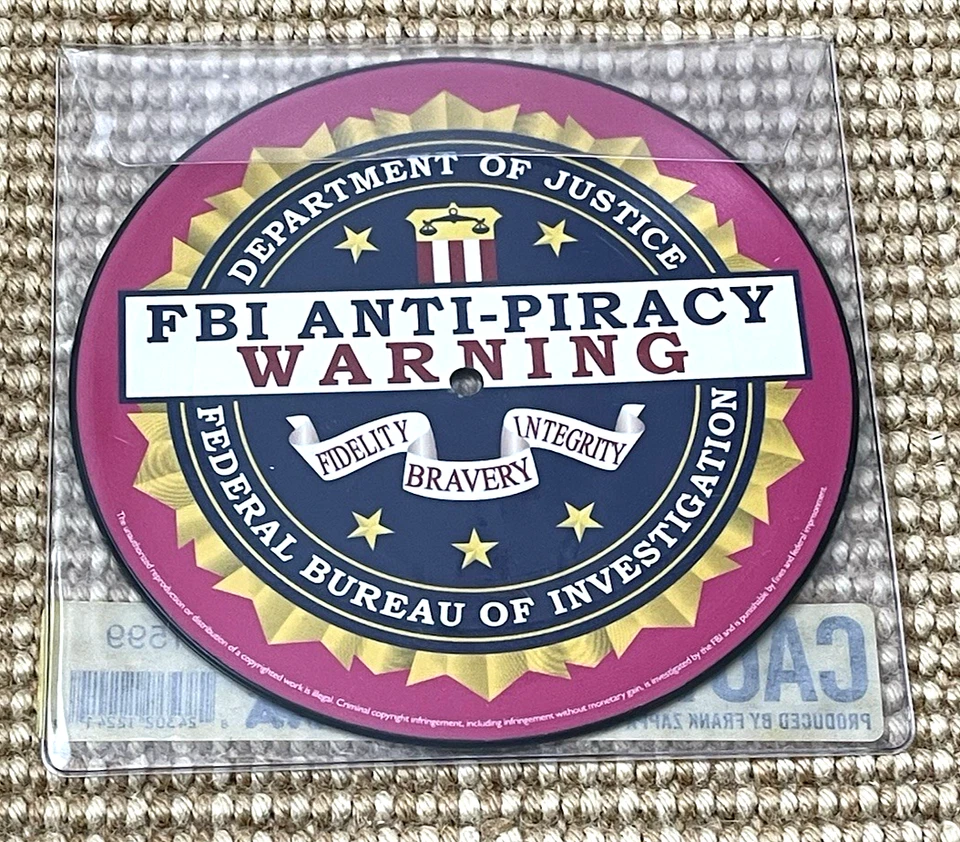 DEPARTMENT OF JUSTICE
FBI ANTI-PIRACY
WARNING
FIDELITY BRAVERY INTEGRITY
FEDERAL BUREAU OF INVESTIGATION
The unauthorized reproduction or distribution of a copyrighted work is illegal. Criminal copyright infringement, including infringement without monetary gain, is investigated by the FBI and is punishable by fines and federal imprisonment.
PRODUCED BY FRANK